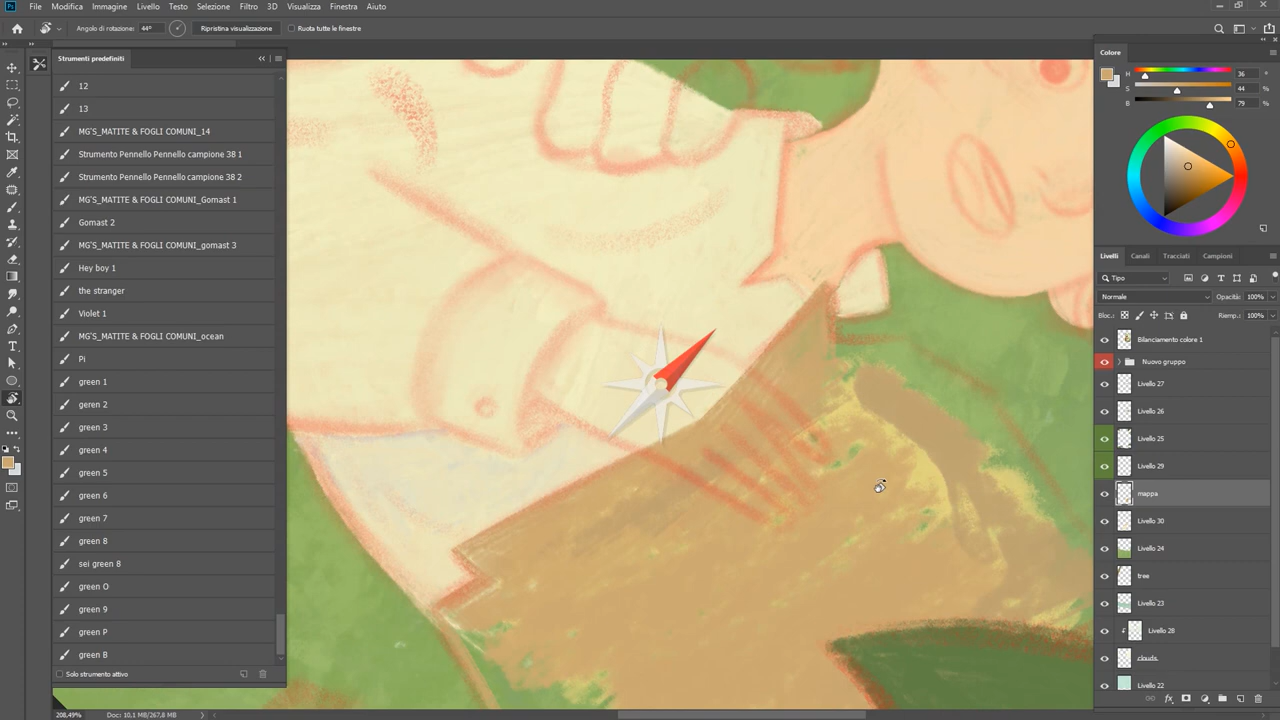 Ps File Modifica Immagine Livello Testo Selezione Filtro 3D Visualizza Finestra Aiuto
Angolo di rotazione: 44° Ripristina visualizzazione Ruota tutte le finestre
Strumenti predefiniti
12
13
MG'S_MATITE & FOGLI COMUNI_14
Strumento Pennello Pennello campione 38 1
Strumento Pennello Pennello campione 38 2
MG'S_MATITE & FOGLI COMUNI_Gomast 1
Gomast 2
MG'S_MATITE & FOGLI COMUNI_gomast 3
Hey boy 1
the stranger
Violet 1
MG'S_MATITE & FOGLI COMUNI_ocean
Pi
green 1
geren 2
green 3
green 4
green 5
green 6
green 7
green 8
sei green 8
green O
green 9
green P
green B
Solo strumento attivo
208,49% Doc: 10,1 MB/267,8 MB
Colore
H 36 °
S 44 %
B 79 %
Livelli Canali Tracciati Campioni
Tipo
Normale Opacità: 100%
Bloc.: Riemp.: 100%
Bilanciamento colore 1
Nuovo gruppo
Livello 27
Livello 26
Livello 25
Livello 29
mappa
Livello 30
Livello 24
tree
Livello 23
Livello 28
clouds
Livello 22
fx